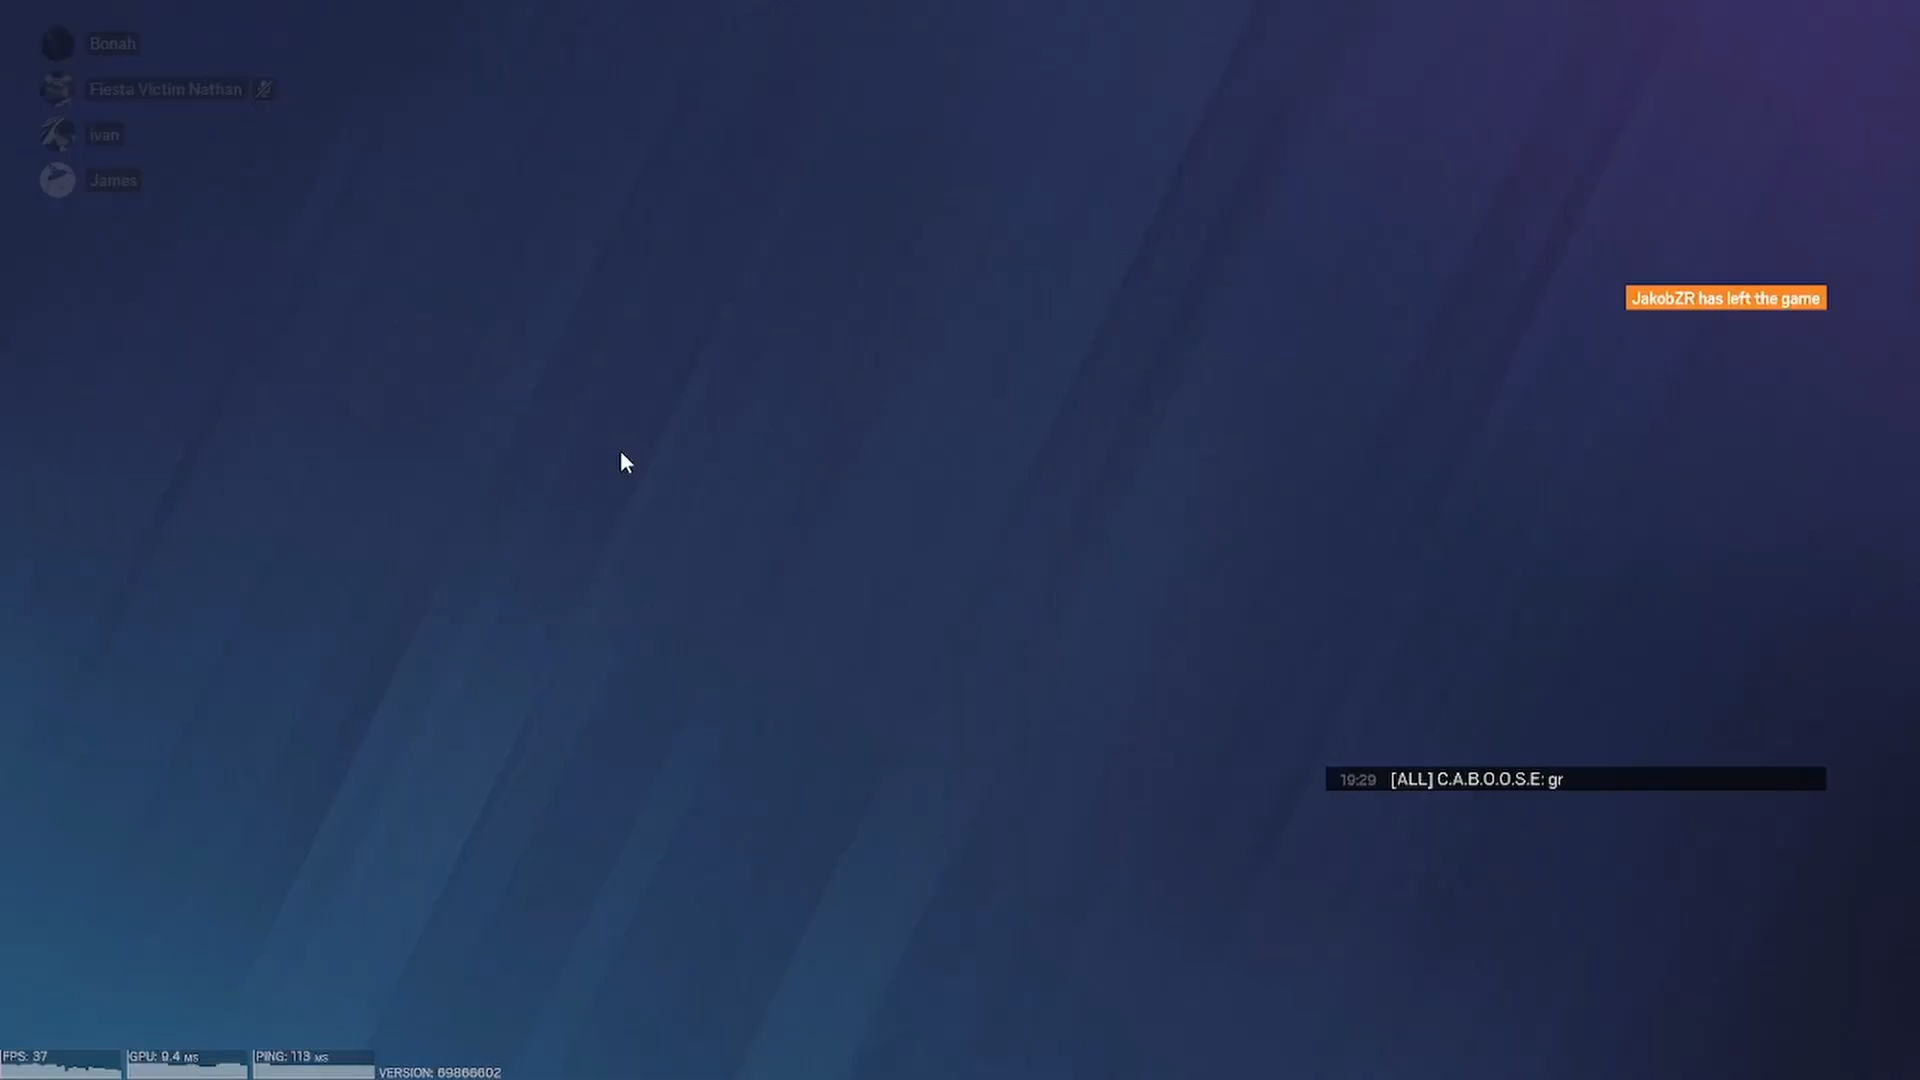 Bonah
Fiesta Victim Nathan
ivan
James
JakobZR has left the game
19:29 [ALL] C.A.B.O.O.S.E: gr
FPS: 37
GPU: 9.4 MS
PING: 113 MS
VERSION: 69866602